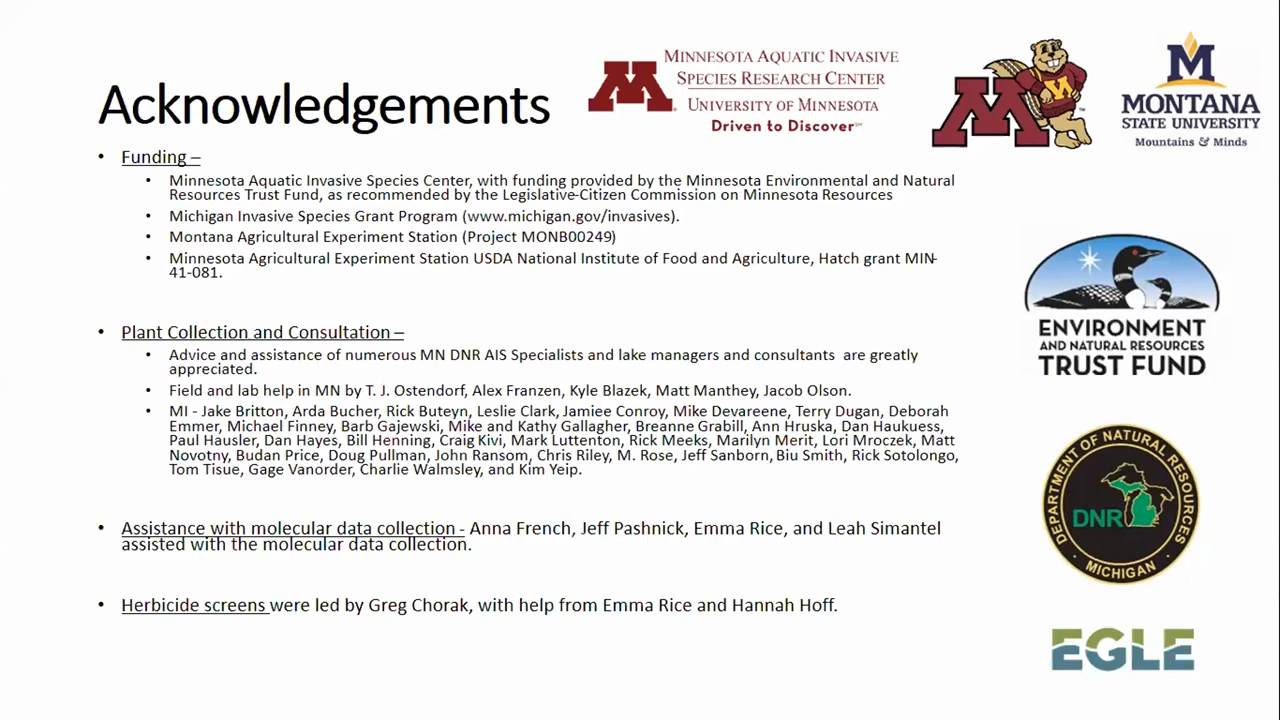 Acknowledgements
MINNESOTA AQUATIC INVASIVE
SPECIES RESEARCH CENTER
UNIVERSITY OF MINNESOTA
Driven to Discover℠
M
M
M
MONTANA
STATE UNIVERSITY
Mountains & Minds
• Funding –
• Minnesota Aquatic Invasive Species Center, with funding provided by the Minnesota Environmental and Natural
Resources Trust Fund, as recommended by the Legislative-Citizen Commission on Minnesota Resources
• Michigan Invasive Species Grant Program (www.michigan.gov/invasives).
• Montana Agricultural Experiment Station (Project MONB00249)
• Minnesota Agricultural Experiment Station USDA National Institute of Food and Agriculture, Hatch grant MIN-
41-081.
• Plant Collection and Consultation –
• Advice and assistance of numerous MN DNR AIS Specialists and lake managers and consultants are greatly
appreciated.
• Field and lab help in MN by T. J. Ostendorf, Alex Franzen, Kyle Blazek, Matt Manthey, Jacob Olson.
• MI - Jake Britton, Arda Bucher, Rick Buteyn, Leslie Clark, Jamiee Conroy, Mike Devareene, Terry Dugan, Deborah
Emmer, Michael Finney, Barb Gajewski, Mike and Kathy Gallagher, Breanne Grabill, Ann Hruska, Dan Haukuess,
Paul Hausler, Dan Hayes, Bill Henning, Craig Kivi, Mark Luttenton, Rick Meeks, Marilyn Merit, Lori Mroczek, Matt
Novotny, Budan Price, Doug Pullman, John Ransom, Chris Riley, M. Rose, Jeff Sanborn, Biu Smith, Rick Sotolongo,
Tom Tisue, Gage Vanorder, Charlie Walmsley, and Kim Yeip.
• Assistance with molecular data collection - Anna French, Jeff Pashnick, Emma Rice, and Leah Simantel
assisted with the molecular data collection.
• Herbicide screens were led by Greg Chorak, with help from Emma Rice and Hannah Hoff.
ENVIRONMENT
AND NATURAL RESOURCES
TRUST FUND
DEPARTMENT OF NATURAL RESOURCES
DNR
• MICHIGAN •
EGLE